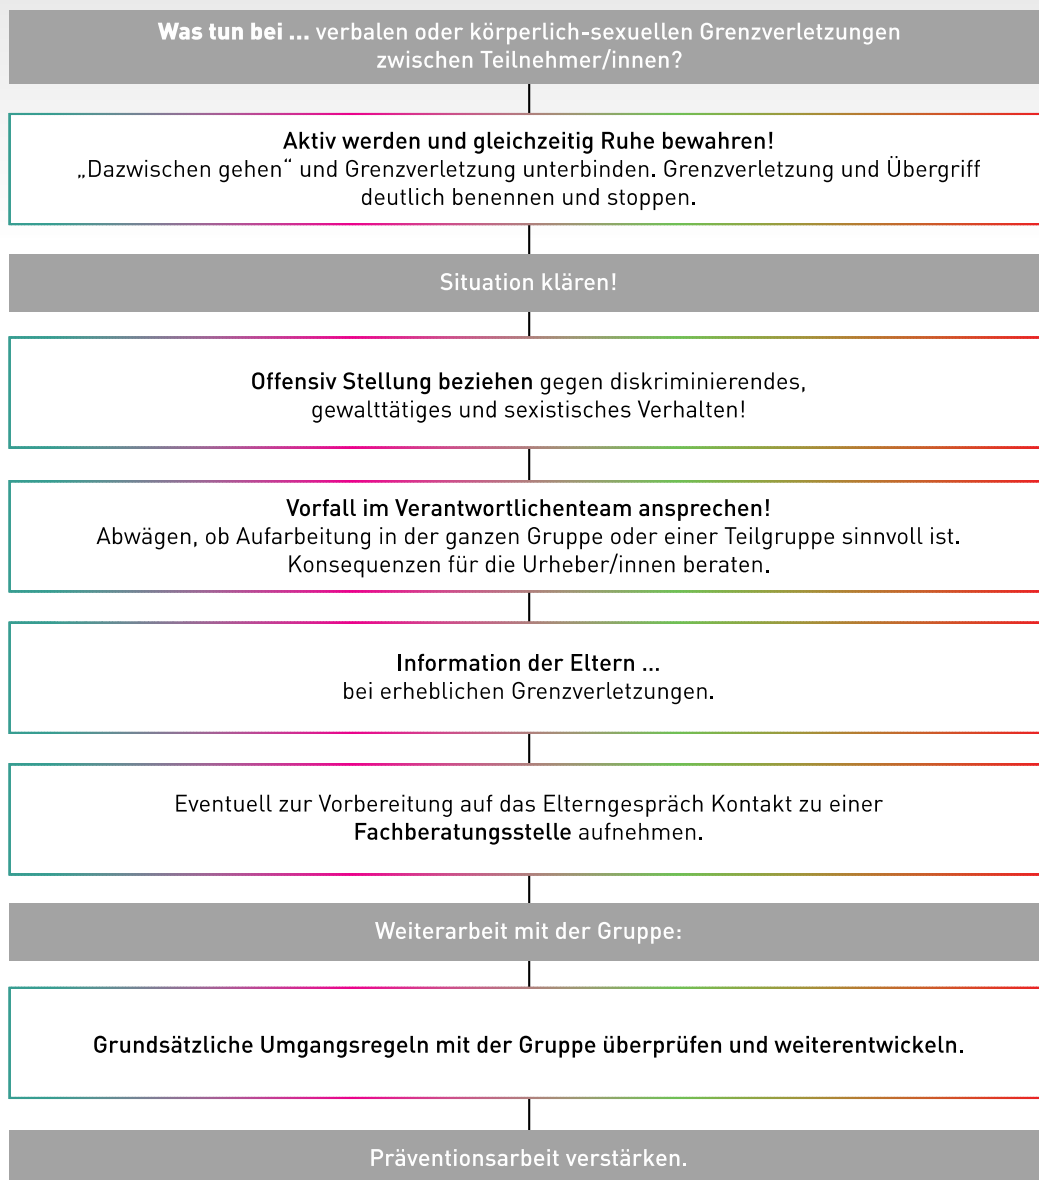 Was tun bei ... verbalen oder körperlich-sexuellen Grenzverletzungen
zwischen Teilnehmer/innen?
Aktiv werden und gleichzeitig Ruhe bewahren!
„Dazwischen gehen“ und Grenzverletzung unterbinden. Grenzverletzung und Übergriff
deutlich benennen und stoppen.
Situation klären!
Offensiv Stellung beziehen gegen diskriminierendes,
gewalttätiges und sexistisches Verhalten!
Vorfall im Verantwortlichenteam ansprechen!
Abwägen, ob Aufarbeitung in der ganzen Gruppe oder einer Teilgruppe sinnvoll ist.
Konsequenzen für die Urheber/innen beraten.
Information der Eltern ...
bei erheblichen Grenzverletzungen.
Eventuell zur Vorbereitung auf das Elterngespräch Kontakt zu einer
Fachberatungsstelle aufnehmen.
Weiterarbeit mit der Gruppe:
Grundsätzliche Umgangsregeln mit der Gruppe überprüfen und weiterentwickeln.
Präventionsarbeit verstärken.